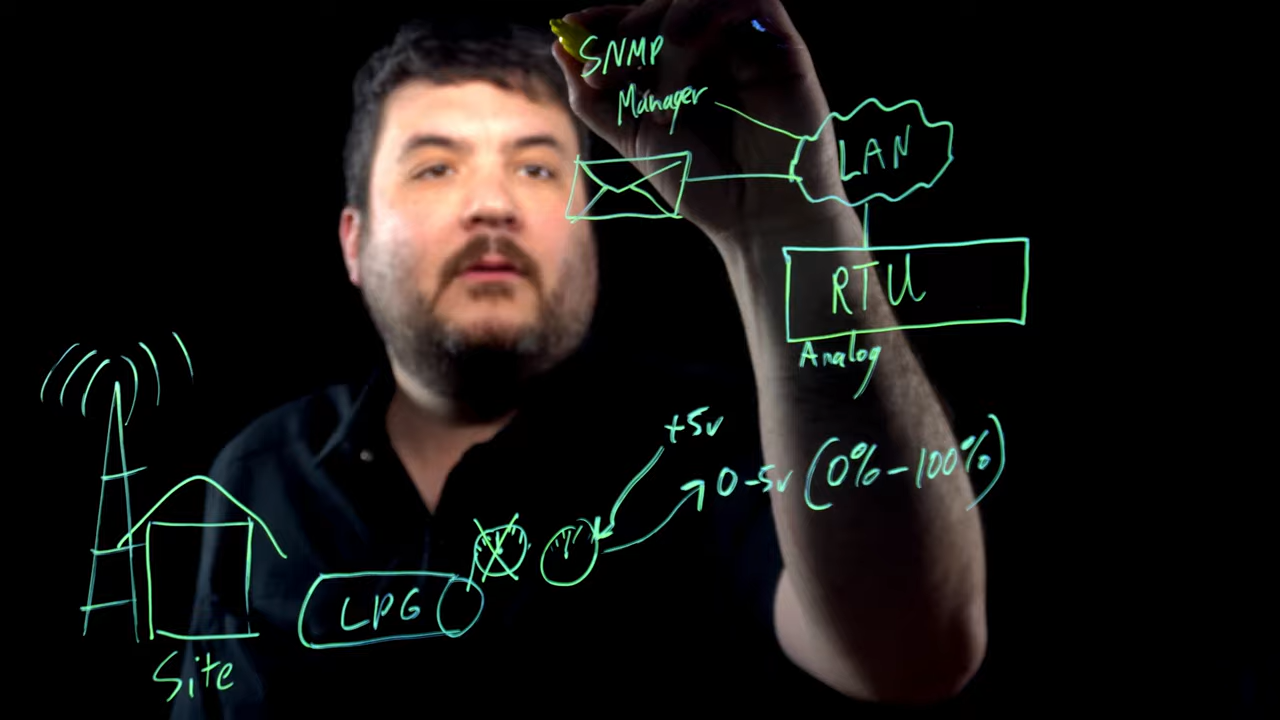 SNMP
Manager
LAN
RTU
Analog
+5v
0-5v (0%-100%)
LPG
Site